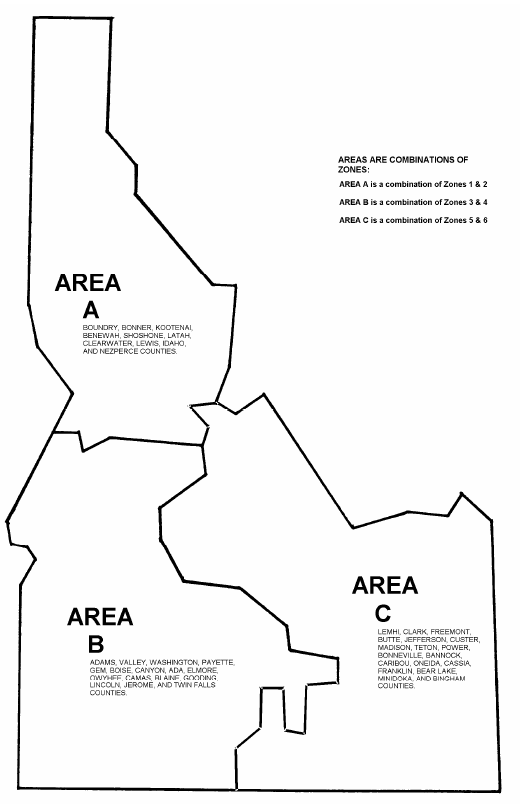 AREAS ARE COMBINATIONS OF
ZONES:
AREA A is a combination of Zones 1 & 2
AREA B is a combination of Zones 3 & 4
AREA C is a combination of Zones 5 & 6
AREA
A
BOUNDRY, BONNER, KOOTENAI,
BENEWAH, SHOSHONE, LATAH,
CLEARWATER, LEWIS, IDAHO,
AND NEZPERCE COUNTIES.
AREA
B
ADAMS, VALLEY, WASHINGTON, PAYETTE,
GEM, BOISE, CANYON, ADA, ELMORE,
OWYHEE, CAMAS, BLAINE, GOODING,
LINCOLN, JEROME, AND TWIN FALLS
COUNTIES.
AREA
C
LEMHI, CLARK, FREEMONT,
BUTTE, JEFFERSON, CUSTER,
MADISON, TETON, POWER,
BONNEVILLE, BANNOCK,
CARIBOU, ONEIDA, CASSIA,
FRANKLIN, BEAR LAKE,
MINIDOKA, AND BINGHAM
COUNTIES.